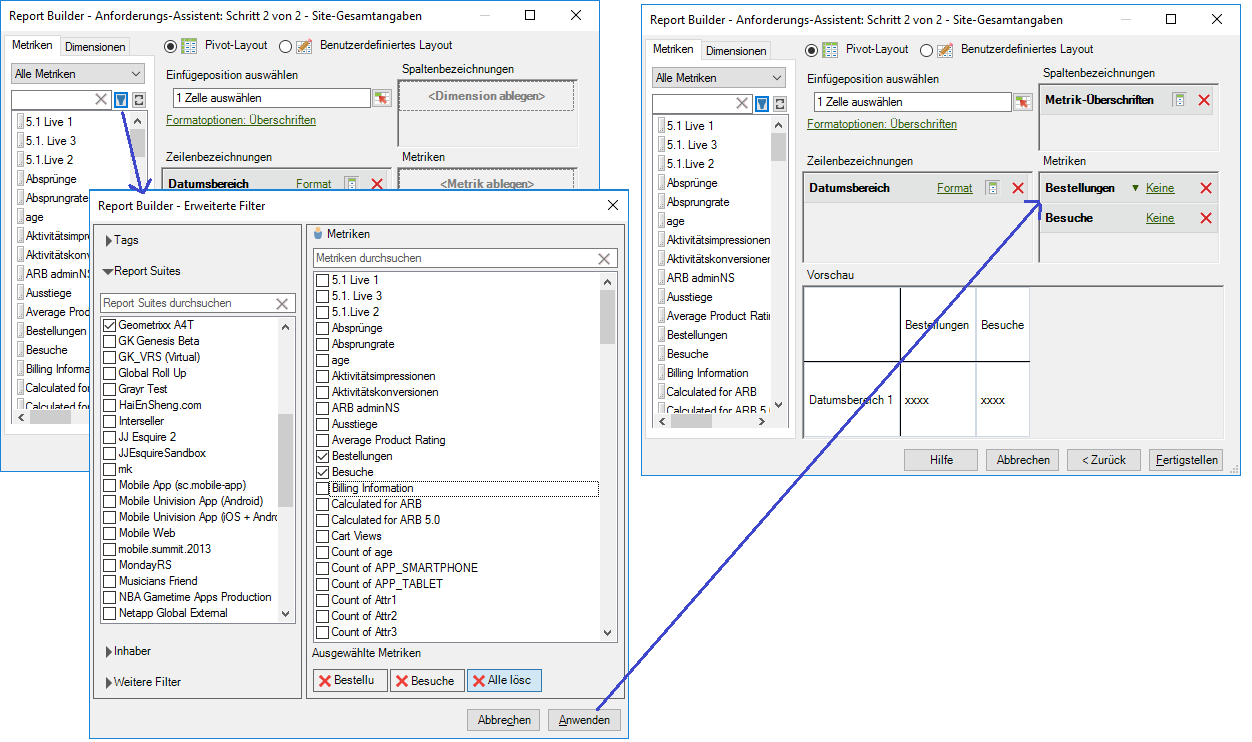 Report Builder - Anforderungs-Assistent: Schritt 2 von 2 - Site-Gesamtangaben
Metriken
Dimensionen
Pivot-Layout
Benutzerdefiniertes Layout
Alle Metriken
Einfügeposition auswählen
1 Zelle auswählen
Formatoptionen: Überschriften
Spaltenbezeichnungen
<Dimension ablegen>
5.1 Live 1
5.1. Live 3
5.1.Live 2
Absprünge
Absprungrate
age
Aktivitätsimpr
Aktivitätskonv
ARB adminN
Ausstiege
Average Prod
Bestellungen
Besuche
Billing Informa
Calculated for
Calculated for
Zeilenbezeichnungen
Datumsbereich
Format
Metriken
<Metrik ablegen>
Report Builder - Erweiterte Filter
Tags
Report Suites
Report Suites durchsuchen
Geometrixx A4T
GK Genesis Beta
GK_VRS (Virtual)
Global Roll Up
Grayr Test
HaiEnSheng.com
Interseller
JJ Esquire 2
JJEsquireSandbox
mk
Mobile App (sc.mobile-app)
Mobile Univision App (Android)
Mobile Univision App (iOS + Andro
Mobile Web
mobile.summit.2013
MondayRS
Musicians Friend
NBA Gametime Apps Production
Netapp Global External
Inhaber
Weitere Filter
Metriken
Metriken durchsuchen
5.1 Live 1
5.1. Live 3
5.1.Live 2
Absprünge
Absprungrate
age
Aktivitätsimpressionen
Aktivitätskonversionen
ARB adminNS
Ausstiege
Average Product Rating
Bestellungen
Besuche
Billing Information
Calculated for ARB
Calculated for ARB 5.0
Cart Views
Count of age
Count of APP_SMARTPHONE
Count of APP_TABLET
Count of Attr1
Count of Attr2
Count of Attr3
Ausgewählte Metriken
Bestellu
Besuche
Alle lösc
Abbrechen
Anwenden
Report Builder - Anforderungs-Assistent: Schritt 2 von 2 - Site-Gesamtangaben
Metriken
Dimensionen
Pivot-Layout
Benutzerdefiniertes Layout
Alle Metriken
Einfügeposition auswählen
1 Zelle auswählen
Formatoptionen: Überschriften
Spaltenbezeichnungen
Metrik-Überschriften
5.1 Live 1
5.1. Live 3
5.1.Live 2
Absprünge
Absprungrate
age
Aktivitätsimpressionen
Aktivitätskonversioner
ARB adminNS
Ausstiege
Average Product Ratin
Bestellungen
Besuche
Billing Information
Calculated for ARB
Calculated for ARB 5.
Zeilenbezeichnungen
Datumsbereich
Format
Metriken
Bestellungen
Keine
Besuche
Keine
Vorschau
Bestellungen
Besuche
Datumsbereich 1
xxxx
xxxx
Hilfe
Abbrechen
< Zurück
Fertigstellen